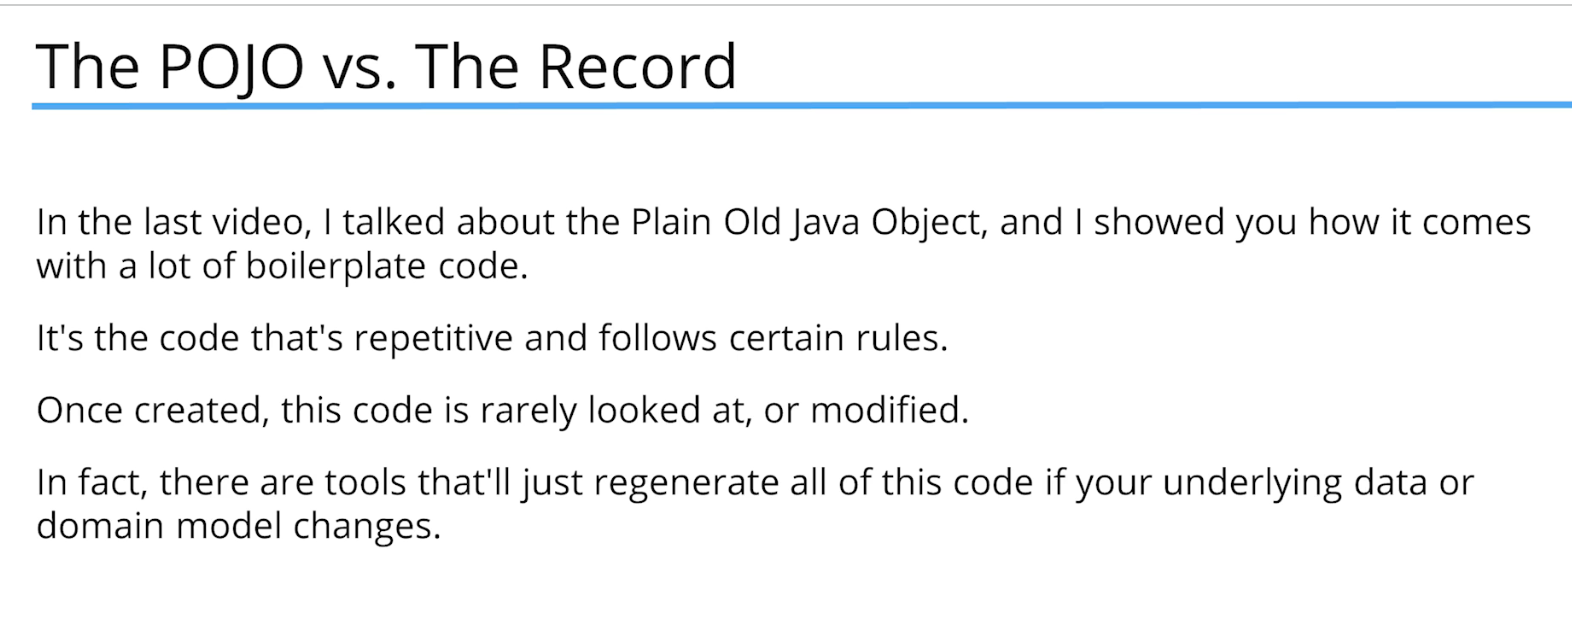 The POJO vs. The Record
In the last video, I talked about the Plain Old Java Object, and I showed you how it comes
with a lot of boilerplate code.
It's the code that's repetitive and follows certain rules.
Once created, this code is rarely looked at, or modified.
In fact, there are tools that'll just regenerate all of this code if your underlying data or
domain model changes.